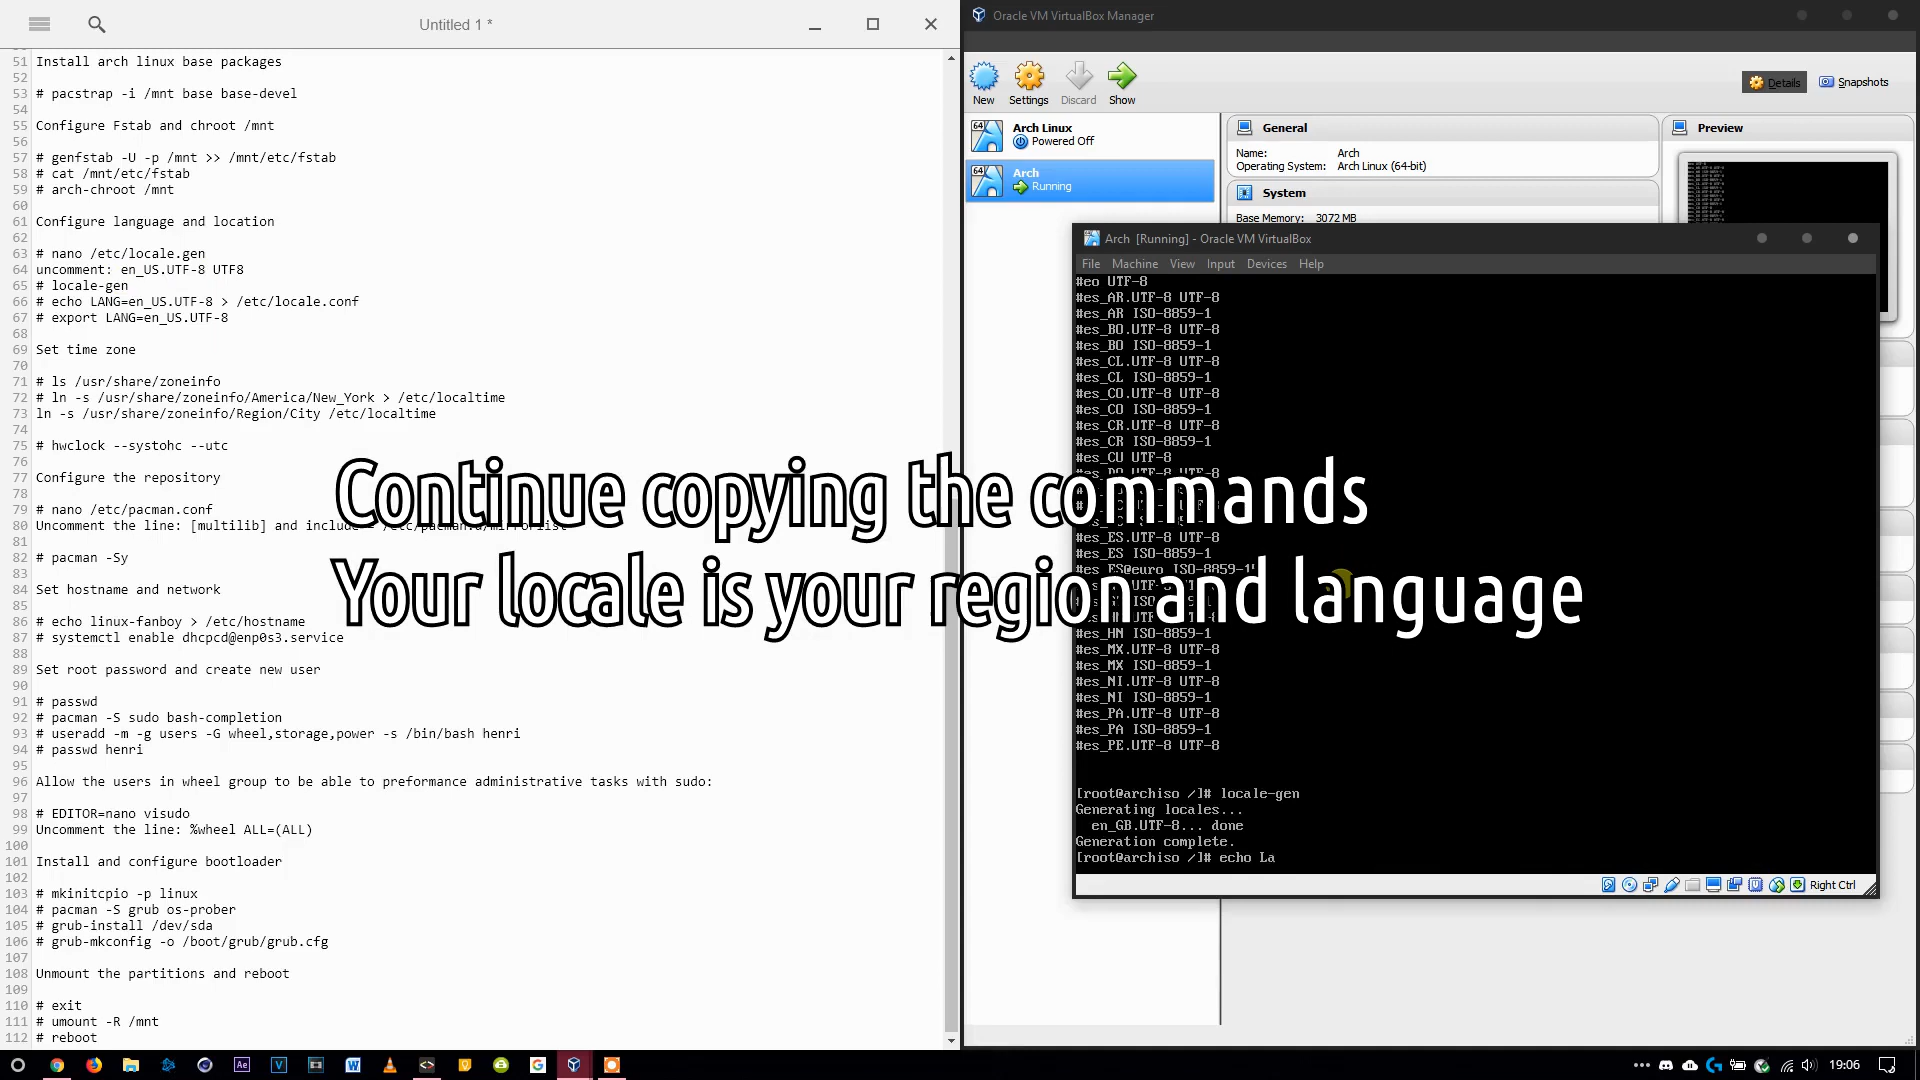 Untitled 1 *
51 Install arch linux base packages
52
53 # pacstrap -i /mnt base base-devel
54
55 Configure Fstab and chroot /mnt
56
57 # genfstab -U -p /mnt >> /mnt/etc/fstab
58 # cat /mnt/etc/fstab
59 # arch-chroot /mnt
60
61 Configure language and location
62
63 # nano /etc/locale.gen
64 uncomment: en_US.UTF-8 UTF8
65 # locale-gen
66 # echo LANG=en_US.UTF-8 > /etc/locale.conf
67 # export LANG=en_US.UTF-8
68
69 Set time zone
70
71 # ls /usr/share/zoneinfo
72 # ln -s /usr/share/zoneinfo/America/New_York > /etc/localtime
73 ln -s /usr/share/zoneinfo/Region/City /etc/localtime
74
75 # hwclock --systohc --utc
76
77 Configure the repository
78
79 # nano /etc/pacman.conf
80 Uncomment the line: [multilib] and include
81
82 # pacman -Sy
83
84 Set hostname and network
85
86 # echo linux-fanboy > /etc/hostname
87 # systemctl enable dhcpcd@enp0s3.service
88
89 Set root password and create new user
90
91 # passwd
92 # pacman -S sudo bash-completion
93 # useradd -m -g users -G wheel,storage,power -s /bin/bash henri
94 # passwd henri
95
96 Allow the users in wheel group to be able to preformance administrative tasks with sudo:
97
98 # EDITOR=nano visudo
99 Uncomment the line: %wheel ALL=(ALL)
100
101 Install and configure bootloader
102
103 # mkinitcpio -p linux
104 # pacman -S grub os-prober
105 # grub-install /dev/sda
106 # grub-mkconfig -o /boot/grub/grub.cfg
107
108 Unmount the partitions and reboot
109
110 # exit
111 # umount -R /mnt
112 # reboot
Continue copying the commands
Your locale is your region and language
Oracle VM VirtualBox Manager
New Settings Discard Show
Details Snapshots
64 Arch Linux
Powered Off
64 Arch
Running
General
Name: Arch
Operating System: Arch Linux (64-bit)
System
Base Memory: 3072 MB
Preview
Arch [Running] - Oracle VM VirtualBox
File Machine View Input Devices Help
#eo UTF-8
#es_AR.UTF-8 UTF-8
#es_AR ISO-8859-1
#es_BO.UTF-8 UTF-8
#es_BO ISO-8859-1
#es_CL.UTF-8 UTF-8
#es_CL ISO-8859-1
#es_CO.UTF-8 UTF-8
#es_CO ISO-8859-1
#es_CR.UTF-8 UTF-8
#es_CR ISO-8859-1
#es_CU UTF-8
#es_ES.UTF-8 UTF-8
#es_ES ISO-8859-1
#es_ES@euro ISO-8859-15
#es_HN ISO-8859-1
#es_MX.UTF-8 UTF-8
#es_MX ISO-8859-1
#es_NI.UTF-8 UTF-8
#es_NI ISO-8859-1
#es_PA.UTF-8 UTF-8
#es_PA ISO-8859-1
#es_PE.UTF-8 UTF-8
[root@archiso /]# locale-gen
Generating locales...
en_GB.UTF-8... done
Generation complete.
[root@archiso /]# echo La
Right Ctrl
19:06